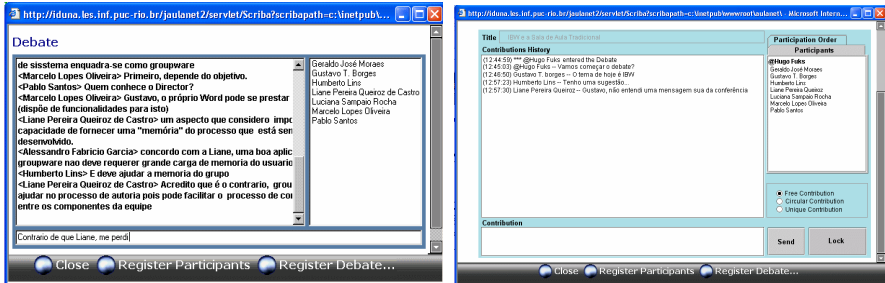 http://iduna.les.inf.puc-rio.br/jaulanet2/servlet/Scriba?scribapath=c:\inetpub\...
Debate
de sisstema enquadra-se como groupware
<Marcelo Lopes Oliveira> Primeiro, depende do objetivo.
<Pablo Santos> Quem conhece o Director?
<Marcelo Lopes Oliveira> Gustavo, o próprio Word pode se prestar
(dispõe de funcionalidades para isto)
<Liane Pereira Queiroz de Castro> um aspecto que considero impo
capacidade de fornecer uma "memória" do processo que está sen
desenvolvido.
<Alessandro Fabricio Garcia> concordo com a Liane, uma boa aplic
groupware nao deve requerer grande carga de memoria do usuario
<Humberto Lins> E deve ajudar a memoria do grupo
<Liane Pereira Queiroz de Castro> Acredito que é o contrario, grou
ajudar no processo de autoria pois pode facilitar o processo de cor
entre os componentes da equipe
Geraldo José Moraes
Gustavo T. Borges
Humberto Lins
Liane Pereira Queiroz de Castro
Luciana Sampaio Rocha
Marcelo Lopes Oliveira
Pablo Santos
Contrario de que Liane, me perdi
Close Register Participants Register Debate...
http://iduna.les.inf.puc-rio.br/jaulanet2/servlet/Scriba?scribapath=c:\inetpub\wwwroot\aulanet\ - Microsoft Intern...
Title IBW e a Sala de Aula Tradicional
Contributions History
(12:44:59) *** @Hugo Fuks entered the Debate
(12:45:03) @Hugo Fuks -- Vamos começar o debate?
(12:46:50) Gustavo T. borges -- O tema de hoje é IBW
(12:57:23) Humberto Lins -- Tenho uma sugestão...
(12:57:30) Liane Pereira Queiroz -- Gustavo, não entendi uma mensagem sua da conferência
Participation Order
Participants
@Hugo Fuks
Geraldo José Moraes
Gustavo T. Borges
Humberto Lins
Liane Pereira Queiroz
Luciana Sampaio Rocha
Marcelo Lopes Oliveira
Pablo Santos
Free Contribution
Circular Contribution
Unique Contribution
Contribution
Send Lock
Close Register Participants Register Debate...